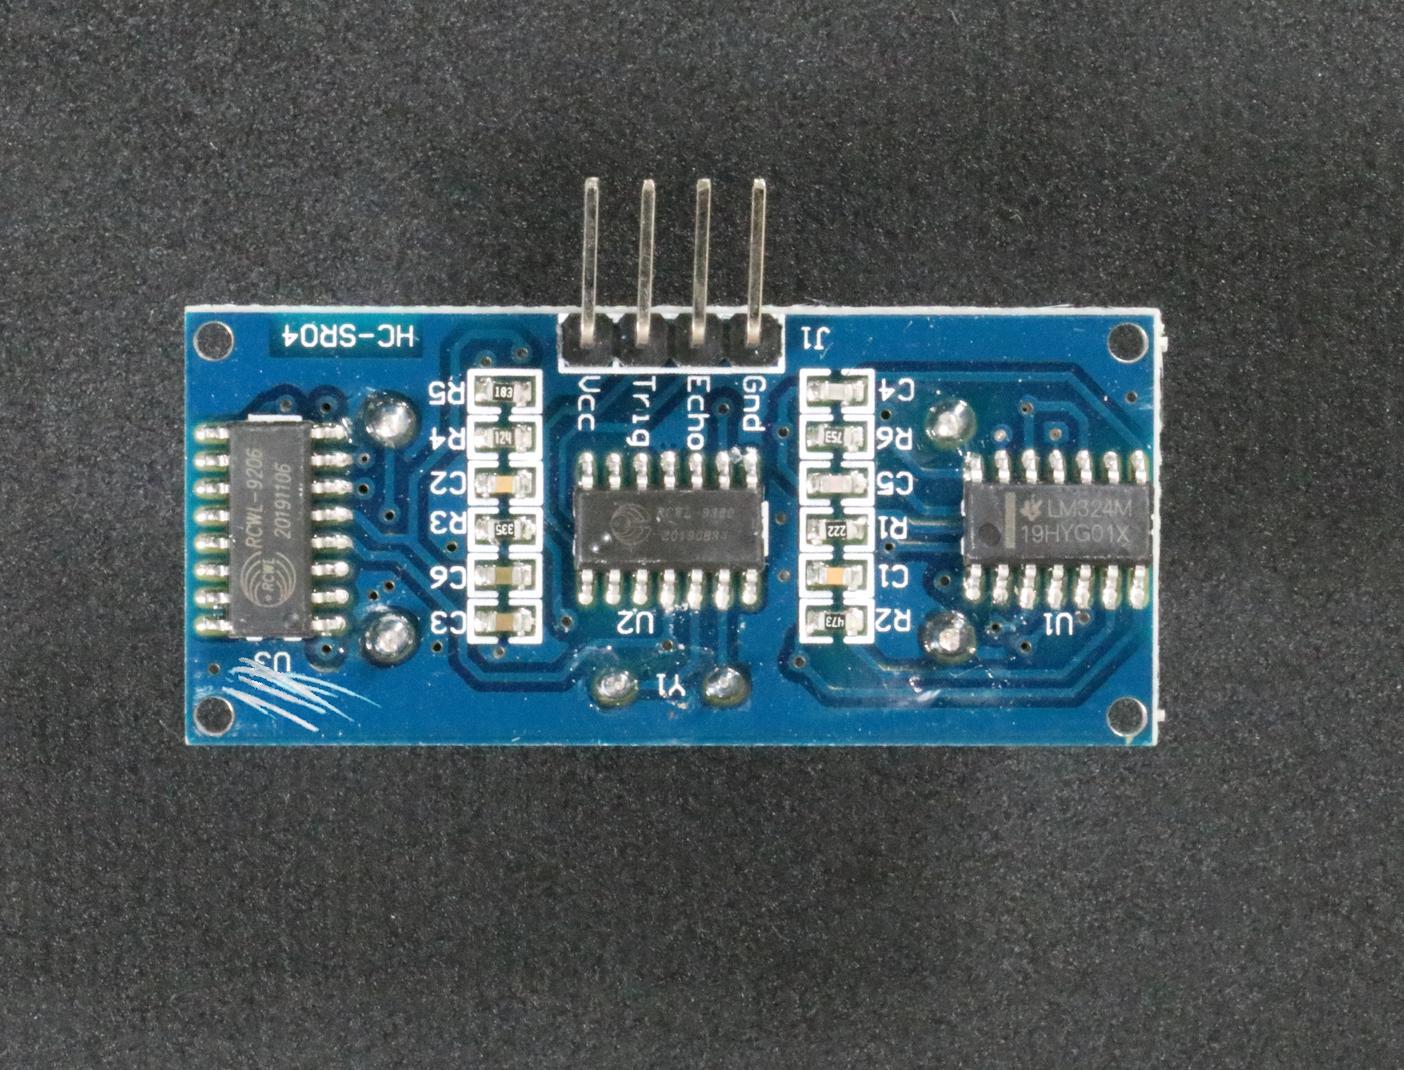 HC-SR04
J1
Vcc
Trig
Echo
Gnd
R5
183
R4
124
C2
R3
335
C6
C3
C4
R6
753
C5
R1
222
C1
R2
473
RCWL-9206
20191106
RCWL
U3
U2
Y1
LM324M
19HYG01X
U1